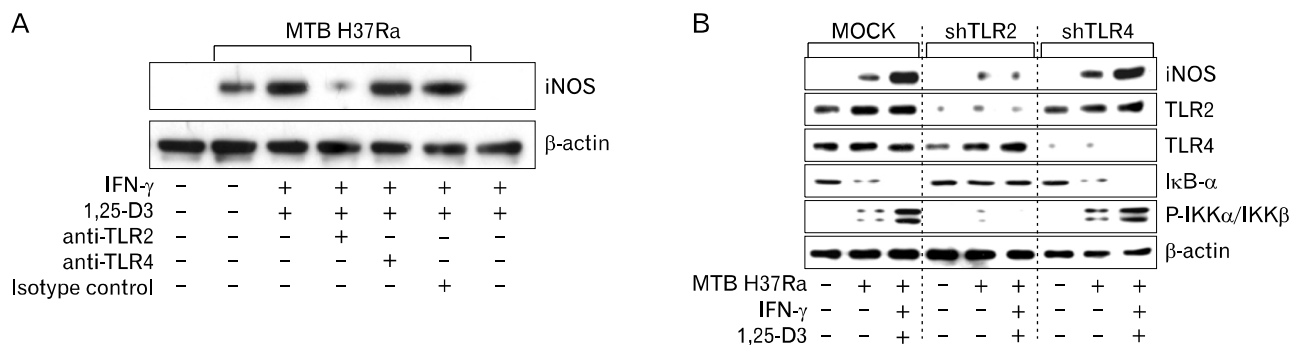 A
MTB H37Ra
iNOS
β-actin
IFN-γ – – + + + + +
1,25-D3 – – + + + + +
anti-TLR2 – – – + – – –
anti-TLR4 – – – – + – –
Isotype control – – – – – + –
B
MOCK shTLR2 shTLR4
iNOS
TLR2
TLR4
IκB-α
P-IKKα/IKKβ
β-actin
MTB H37Ra – + + – + + – + +
IFN-γ – – + – – + – – +
1,25-D3 – – + – – + – – +